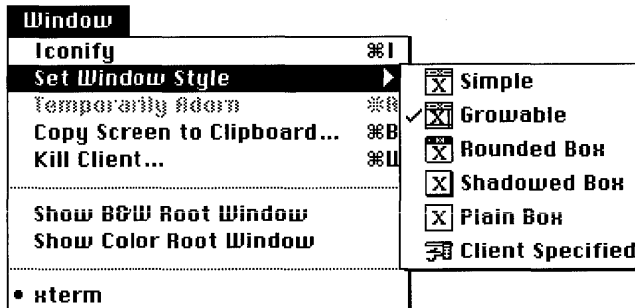 Window
Iconify ⌘I
Set Window Style ▶
Temporarily Adorn ⌘A
Copy Screen to Clipboard... ⌘B
Kill Client... ⌘W
Show B&W Root Window
Show Color Root Window
• xterm
X Simple
✓ X Growable
X Rounded Box
X Shadowed Box
X Plain Box
Client Specified